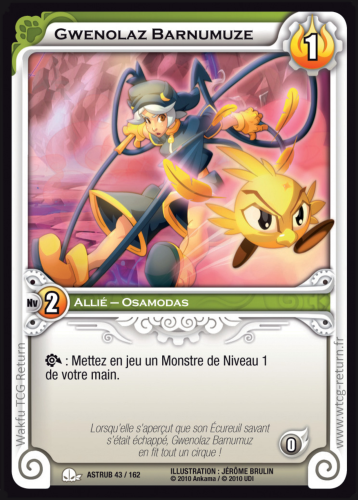 Gwenolaz Barnumuze
1
Nv 2 Allié – Osamodas
: Mettez en jeu un Monstre de Niveau 1
de votre main.
Lorsqu'elle s'aperçut que son Écureuil savant
s'était échappé, Gwenolaz Barnumuz
en fit tout un cirque !
0
ASTRUB 43 / 162
ILLUSTRATION : JÉRÔME BRULIN
© 2010 Ankama / © 2010 UDI
Wakfu TCG Return
www.wtcg-return.fr